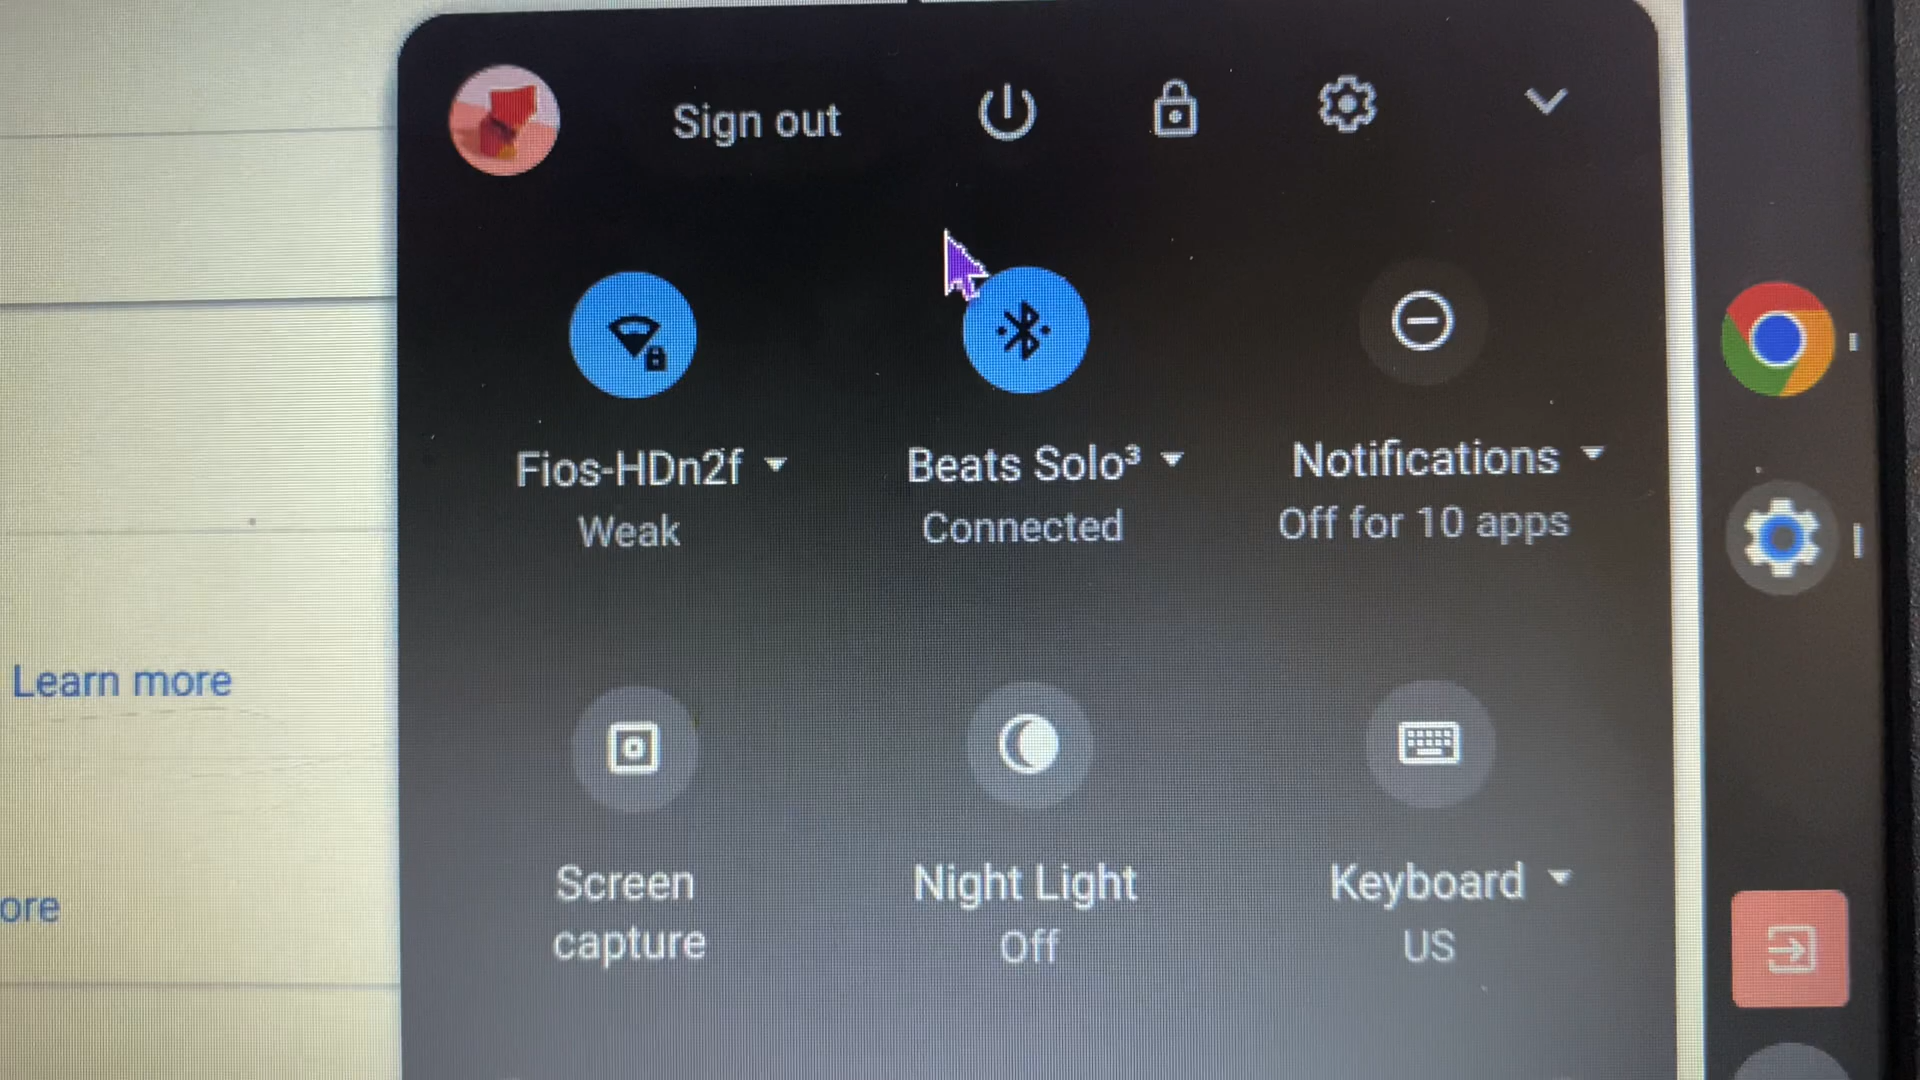 Sign out
Fios-HDn2f
Weak
Beats Solo³
Connected
Notifications
Off for 10 apps
Learn more
Screen
capture
Night Light
Off
Keyboard
US
ore